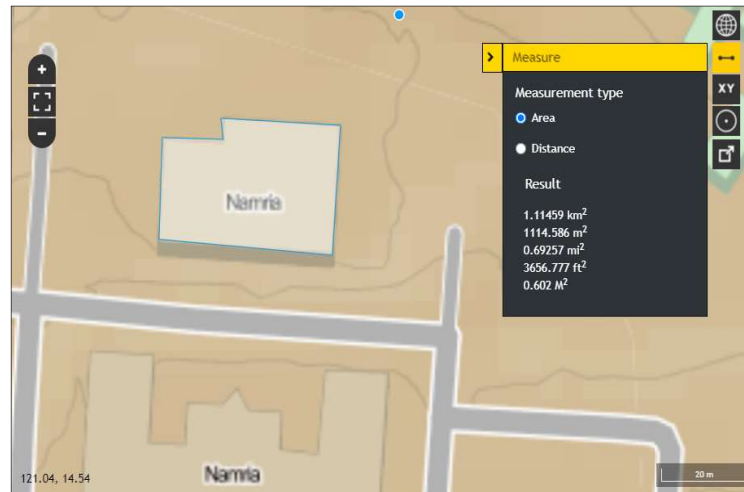 +
-
> Measure
XY
Measurement type
Area
Distance
Result
1.11459 km²
1114.586 m²
0.69257 mi²
3656.777 ft²
0.602 M²
Namria
Namria
121.04, 14.54
20 m